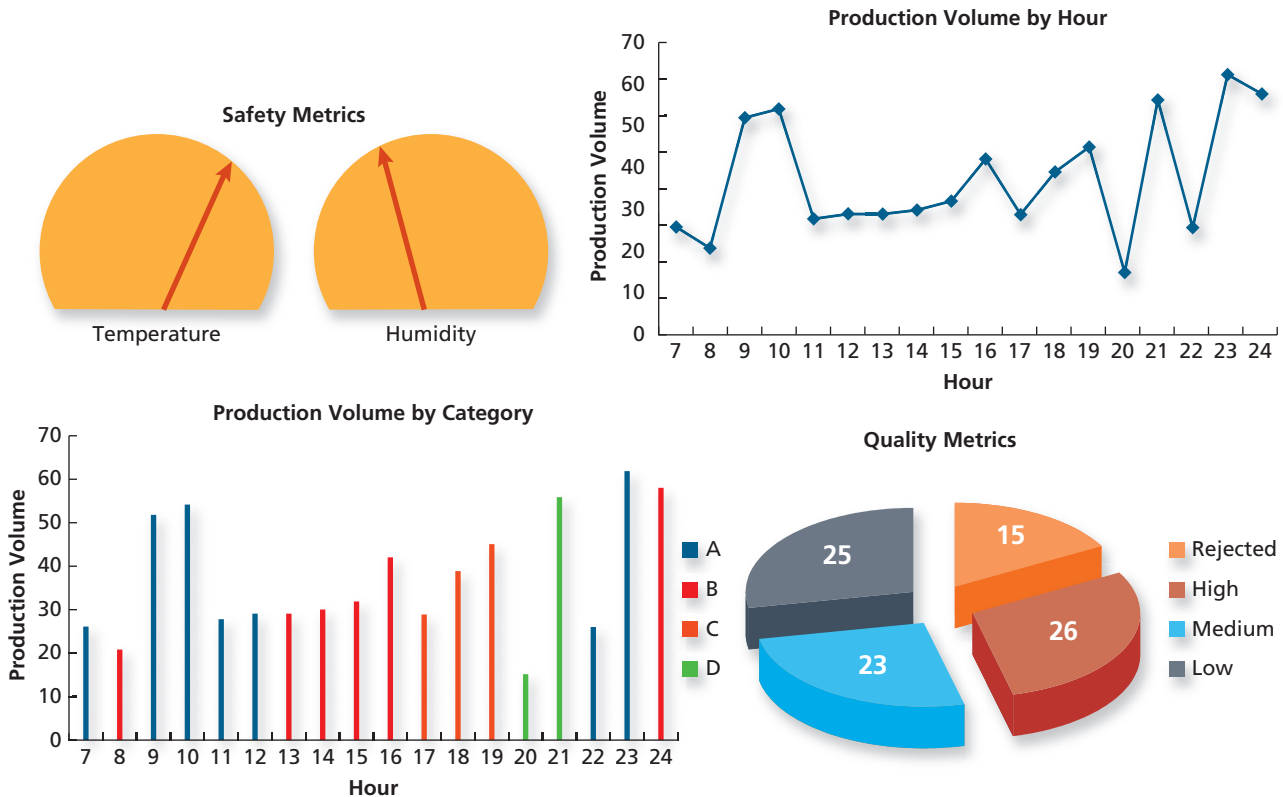 Safety Metrics
Temperature
Humidity
Production Volume by Hour
Production Volume
70
60
50
40
30
20
10
0
7 8 9 10 11 12 13 14 15 16 17 18 19 20 21 22 23 24
Hour
Production Volume by Category
Production Volume
70
60
50
40
30
20
10
0
7 8 9 10 11 12 13 14 15 16 17 18 19 20 21 22 23 24
Hour
A
B
C
D
Quality Metrics
15
26
23
25
Rejected
High
Medium
Low